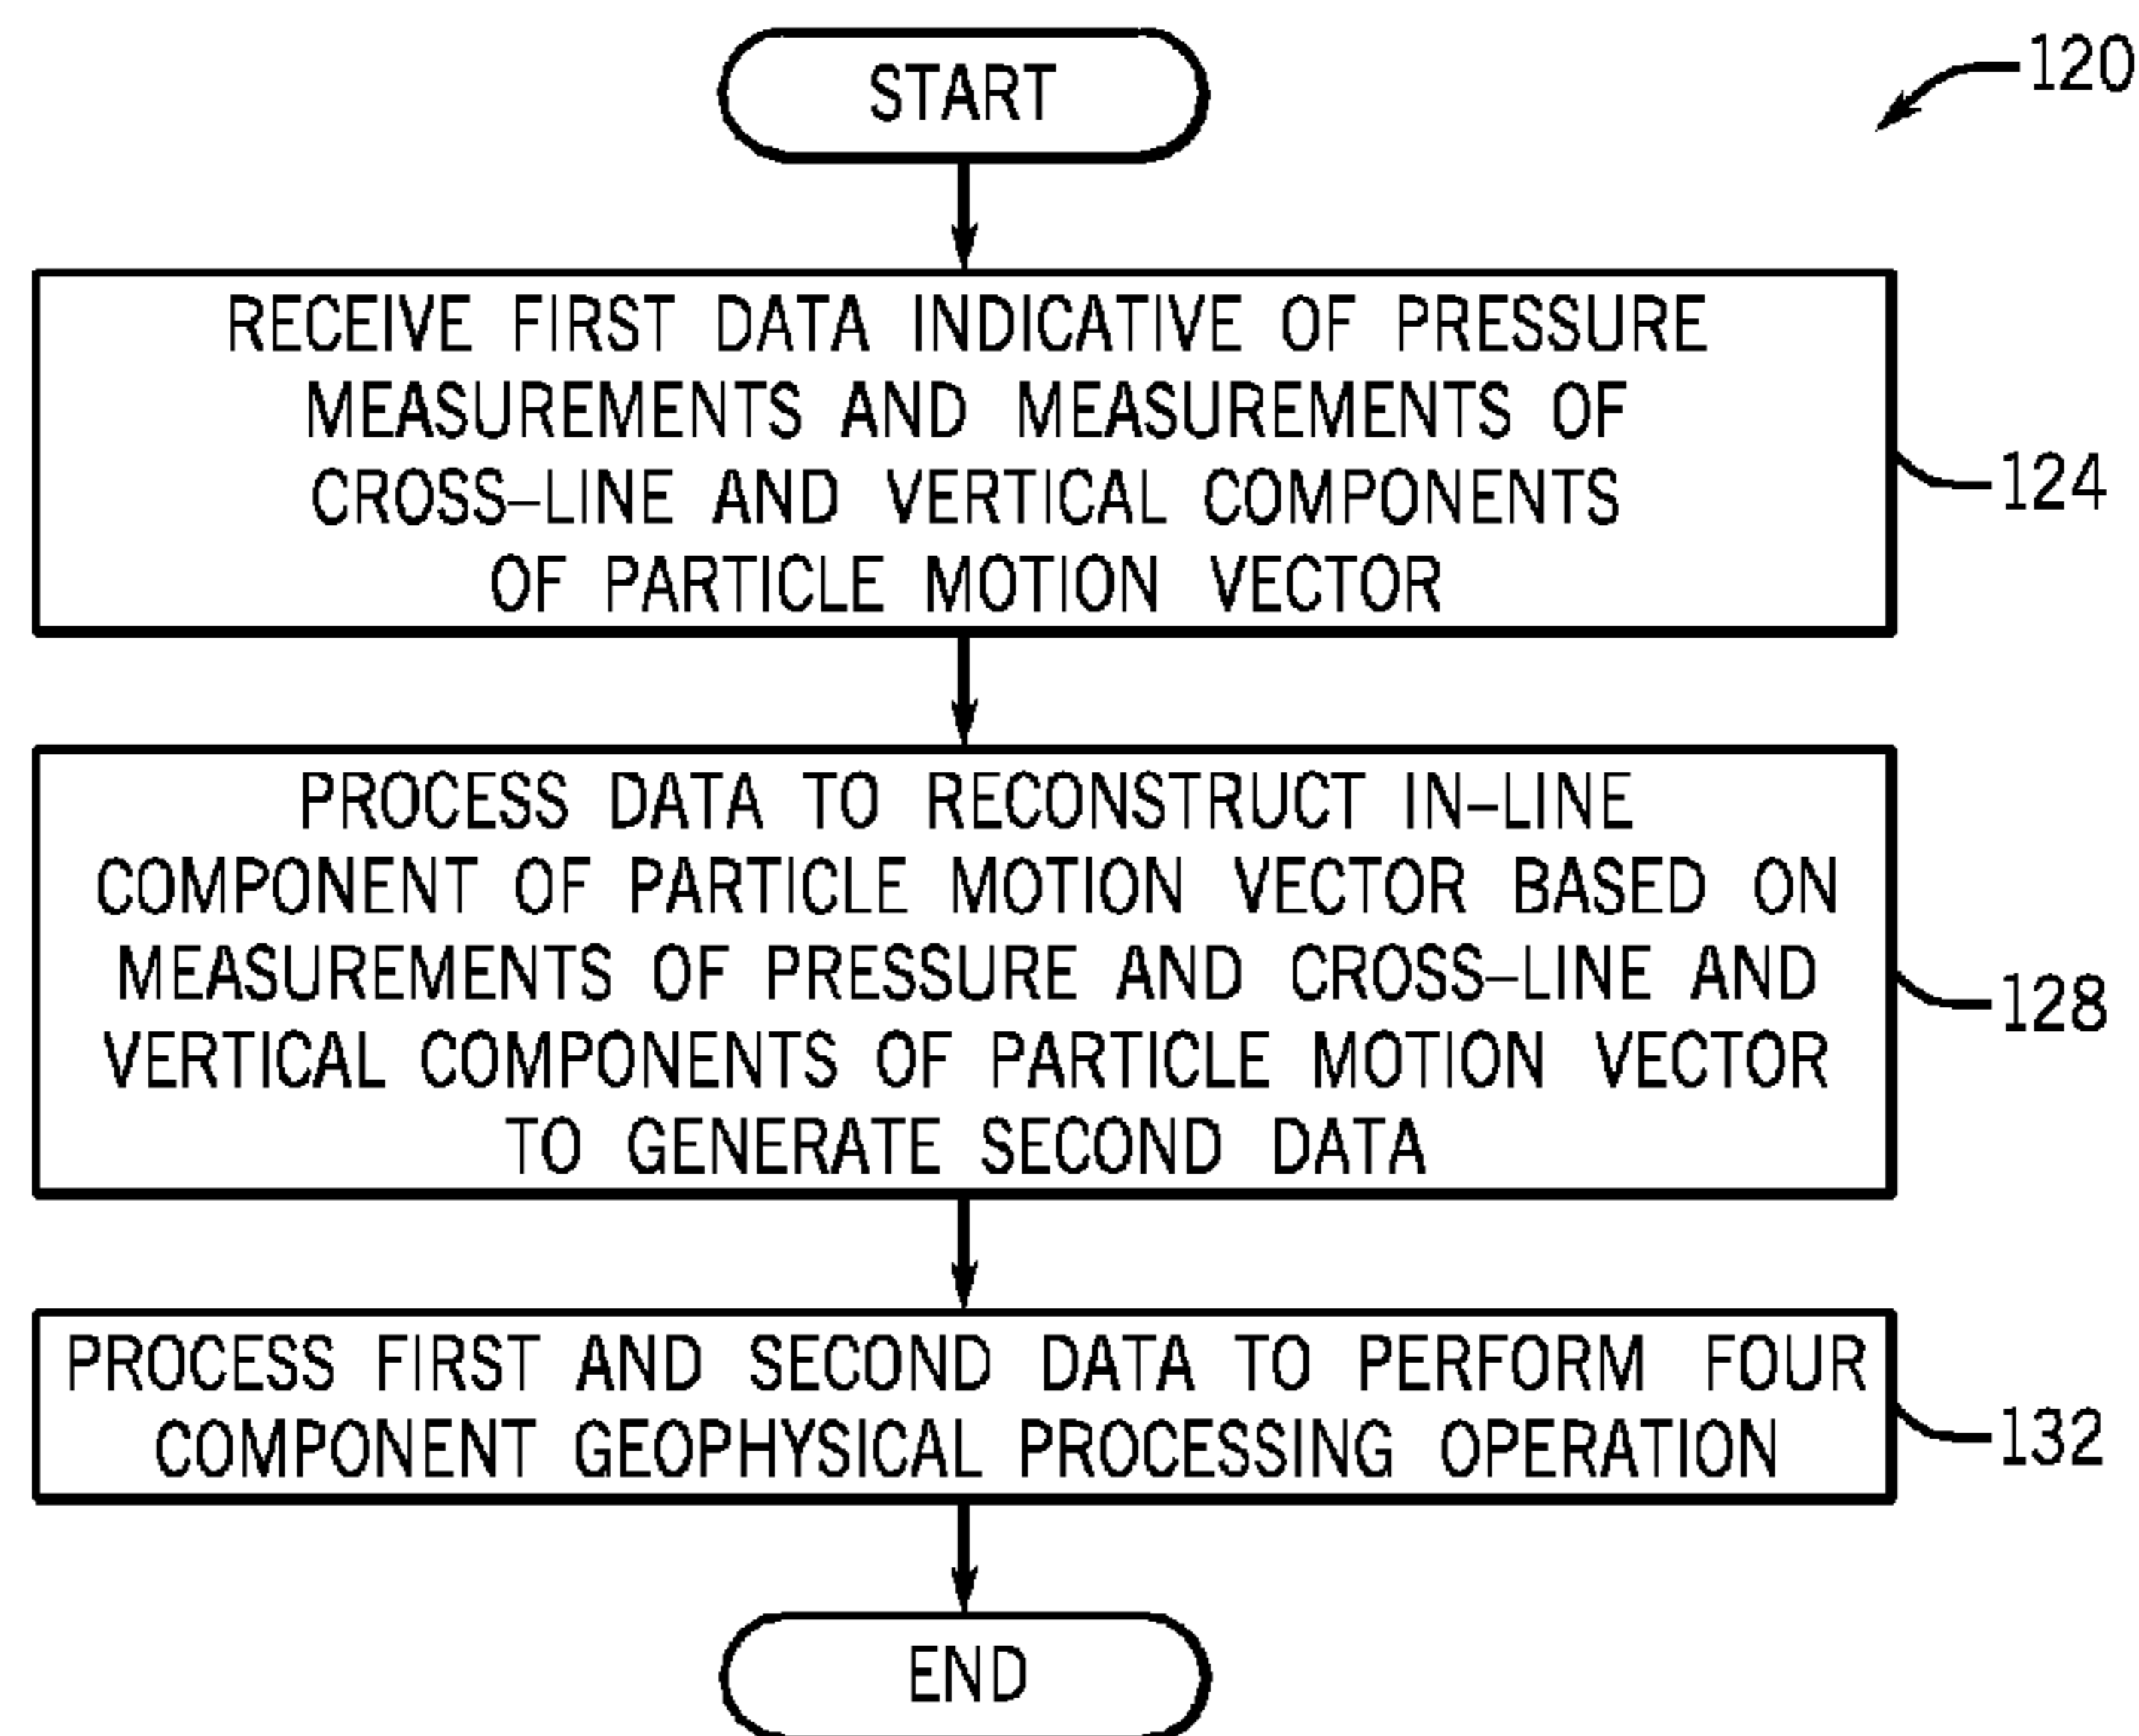 START
120
RECEIVE FIRST DATA INDICATIVE OF PRESSURE
MEASUREMENTS AND MEASUREMENTS OF
CROSS-LINE AND VERTICAL COMPONENTS
OF PARTICLE MOTION VECTOR
124
PROCESS DATA TO RECONSTRUCT IN-LINE
COMPONENT OF PARTICLE MOTION VECTOR BASED ON
MEASUREMENTS OF PRESSURE AND CROSS-LINE AND
VERTICAL COMPONENTS OF PARTICLE MOTION VECTOR
TO GENERATE SECOND DATA
128
PROCESS FIRST AND SECOND DATA TO PERFORM FOUR
COMPONENT GEOPHYSICAL PROCESSING OPERATION
132
END